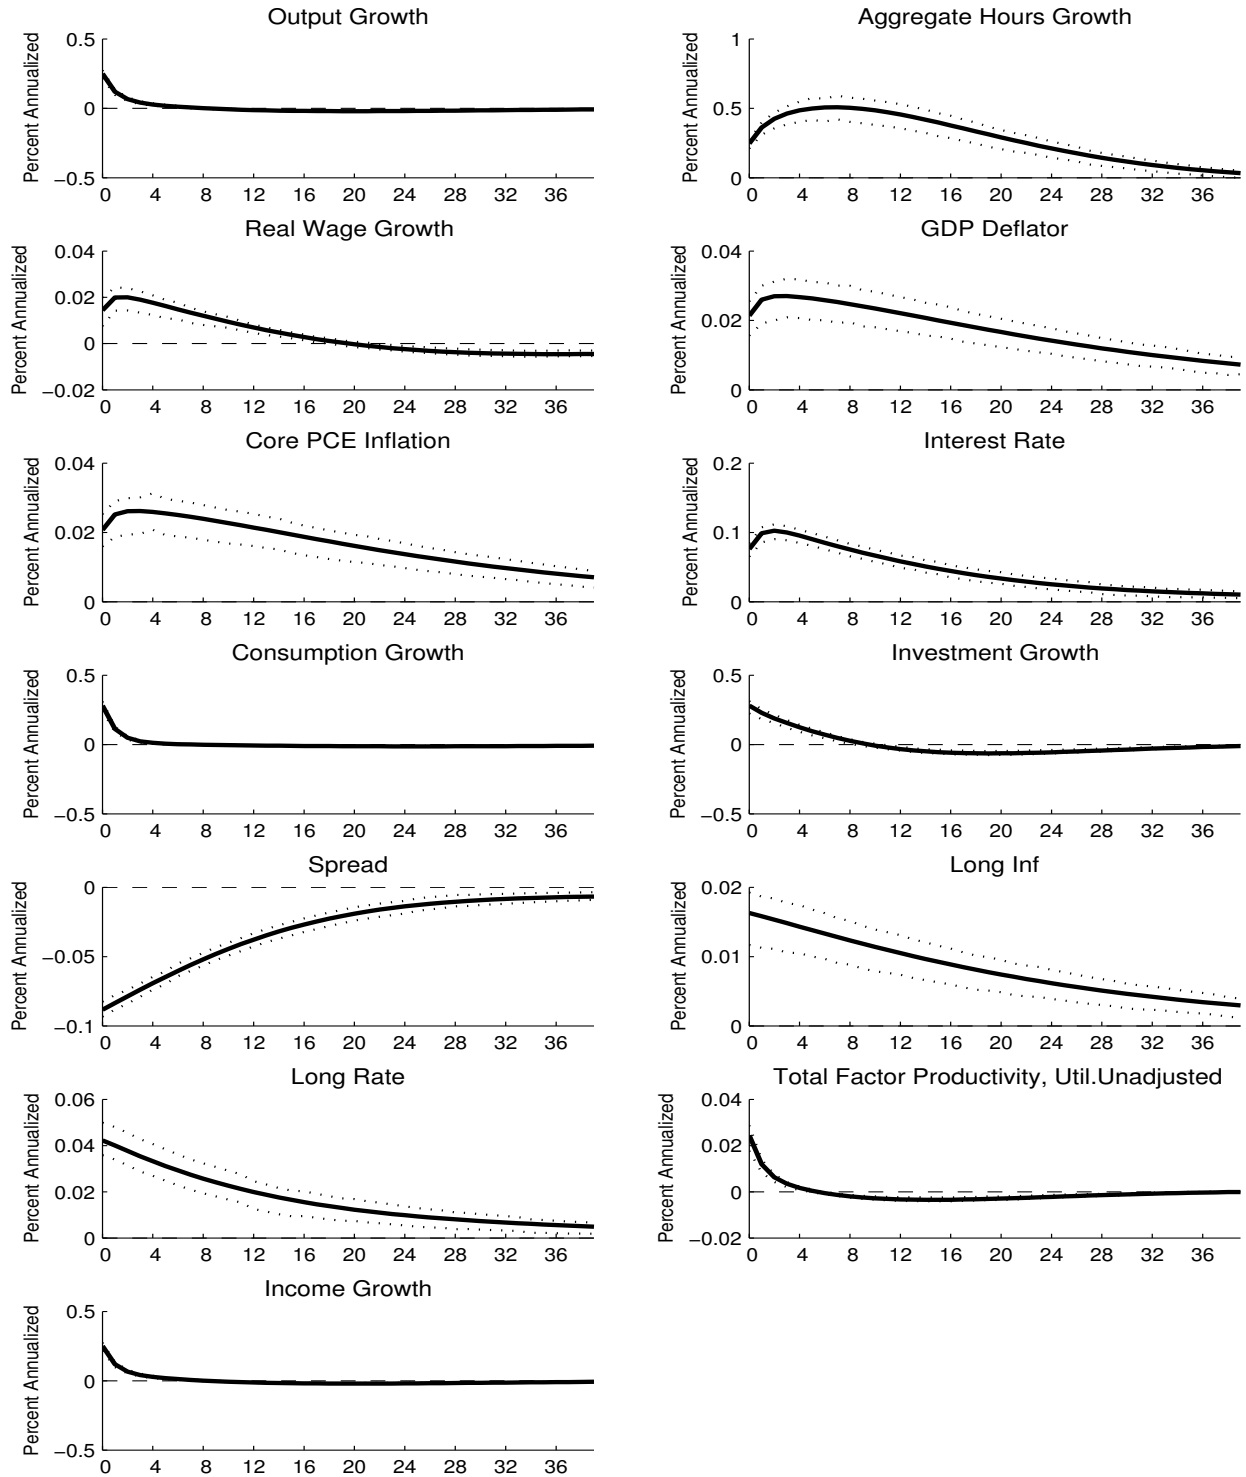 Output Growth
Percent Annualized
0.5
0
−0.5
0 4 8 12 16 20 24 28 32 36
Aggregate Hours Growth
Percent Annualized
1
0.5
0
0 4 8 12 16 20 24 28 32 36
Real Wage Growth
Percent Annualized
0.04
0.02
0
−0.02
0 4 8 12 16 20 24 28 32 36
GDP Deflator
Percent Annualized
0.04
0.02
0
0 4 8 12 16 20 24 28 32 36
Core PCE Inflation
Percent Annualized
0.04
0.02
0
0 4 8 12 16 20 24 28 32 36
Interest Rate
Percent Annualized
0.2
0.1
0
0 4 8 12 16 20 24 28 32 36
Consumption Growth
Percent Annualized
0.5
0
−0.5
0 4 8 12 16 20 24 28 32 36
Investment Growth
Percent Annualized
0.5
0
−0.5
0 4 8 12 16 20 24 28 32 36
Spread
Percent Annualized
0
−0.05
−0.1
0 4 8 12 16 20 24 28 32 36
Long Inf
Percent Annualized
0.02
0.01
0
0 4 8 12 16 20 24 28 32 36
Long Rate
Percent Annualized
0.06
0.04
0.02
0
0 4 8 12 16 20 24 28 32 36
Total Factor Productivity, Util.Unadjusted
Percent Annualized
0.04
0.02
0
−0.02
0 4 8 12 16 20 24 28 32 36
Income Growth
Percent Annualized
0.5
0
−0.5
0 4 8 12 16 20 24 28 32 36